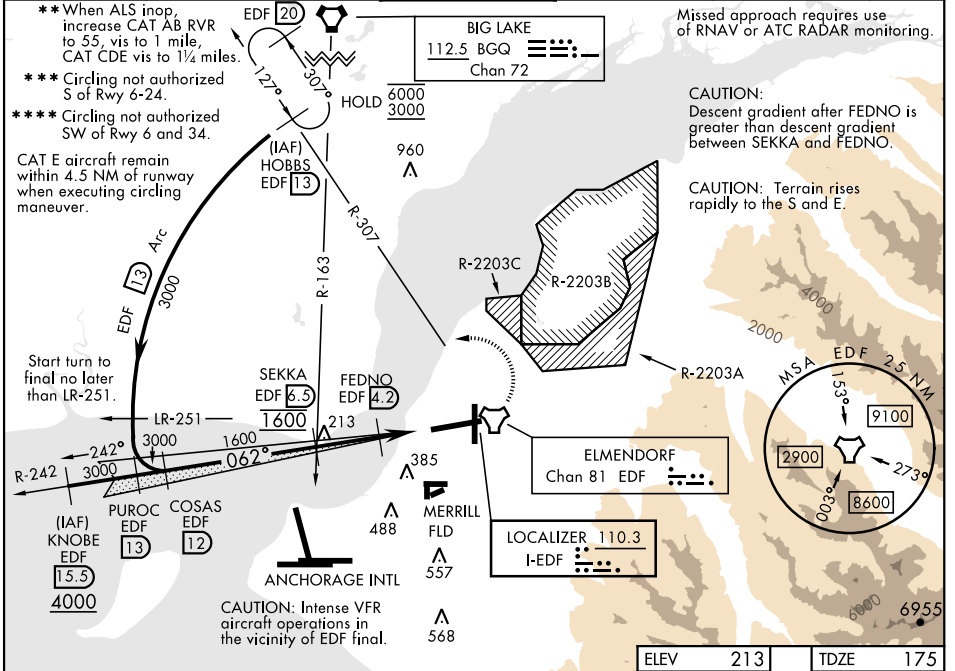 ** When ALS inop,
increase CAT AB RVR
to 55, vis to 1 mile,
CAT CDE vis to 1¼ miles.
*** Circling not authorized
S of Rwy 6-24.
**** Circling not authorized
SW of Rwy 6 and 34.
CAT E aircraft remain
within 4.5 NM of runway
when executing circling
maneuver.
EDF 20
BIG LAKE
112.5 BGQ
Chan 72
Missed approach requires use
of RNAV or ATC RADAR monitoring.
127°
307°
HOLD
6000
3000
CAUTION:
Descent gradient after FEDNO is
greater than descent gradient
between SEKKA and FEDNO.
CAUTION: Terrain rises
rapidly to the S and E.
(IAF)
HOBBS
EDF 13
960
R-307
R-163
EDF 13 Arc
3000
R-2203C
R-2203B
R-2203A
4000
2000
Start turn to
final no later
than LR-251.
LR-251
SEKKA
EDF 6.5
1600
FEDNO
EDF 4.2
213
MSA EDF 25 NM
153°
9100
2900
273°
003°
8600
R-242
242°
3000
3000
1600
062°
(IAF)
KNOBE
EDF
15.5
4000
PUROC
EDF
13
COSAS
EDF
12
385
488
MERRILL
FLD
557
568
ELMENDORF
Chan 81 EDF
LOCALIZER 110.3
I-EDF
ANCHORAGE INTL
CAUTION: Intense VFR
aircraft operations in
the vicinity of EDF final.
6000
6955
ELEV 213
TDZE 175